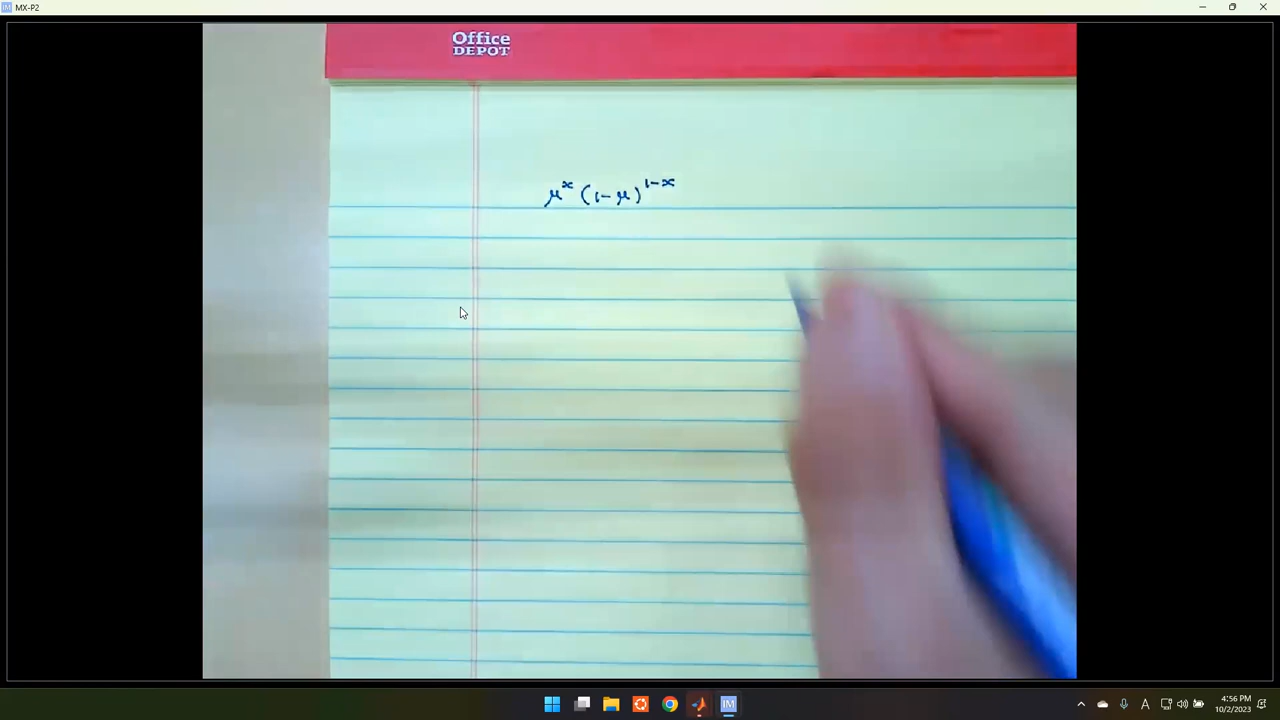 MX-P2
Office
DEPOT
μ^x (1-μ)^{1-x}
4:56 PM
10/2/2023